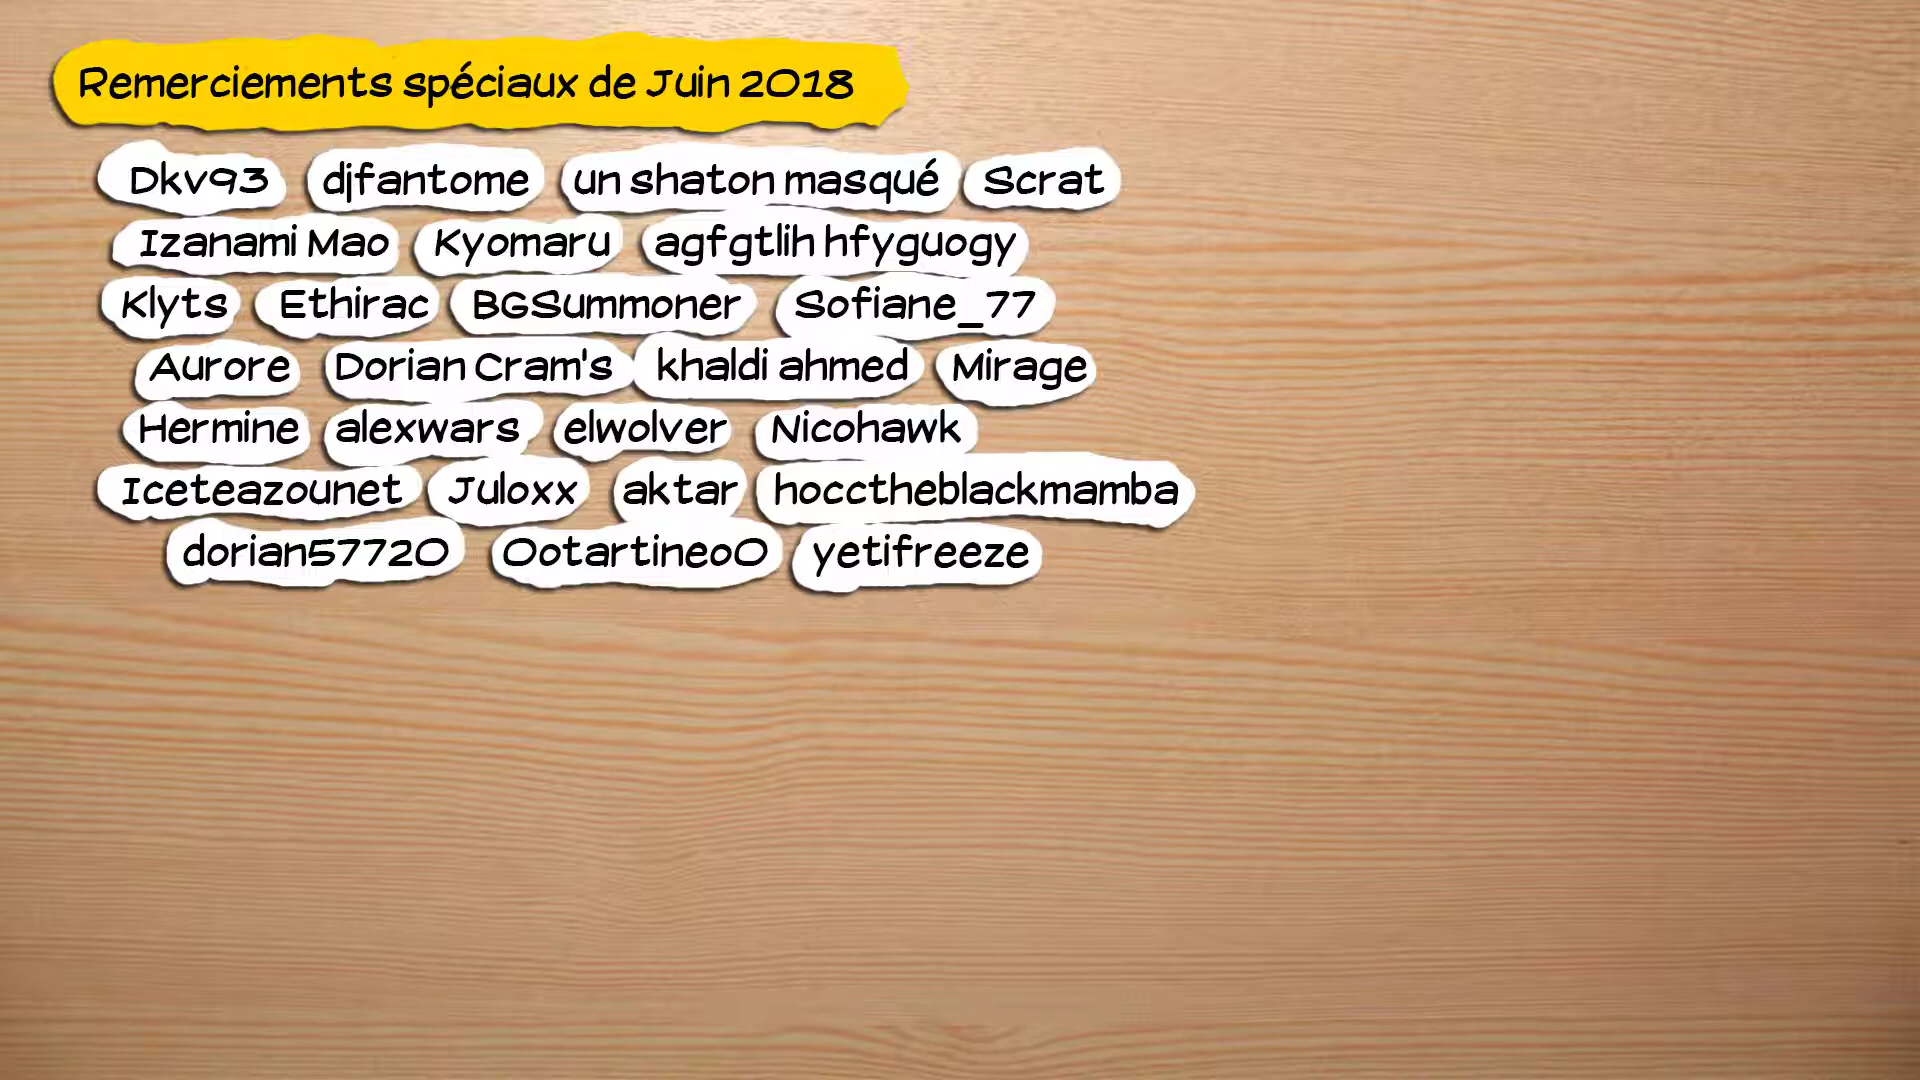 Remerciements spéciaux de Juin 2018
Dkv93 djfantome un shaton masqué Scrat
Izanami Mao Kyomaru agfgtlih hfyguogy
Klyts Ethirac BGSummoner Sofiane_77
Aurore Dorian Cram's khaldi ahmed Mirage
Hermine alexwars elwolver Nicohawk
Iceteazounet Juloxx aktar hocctheblackmamba
dorian57720 OotartineoO yetifreeze